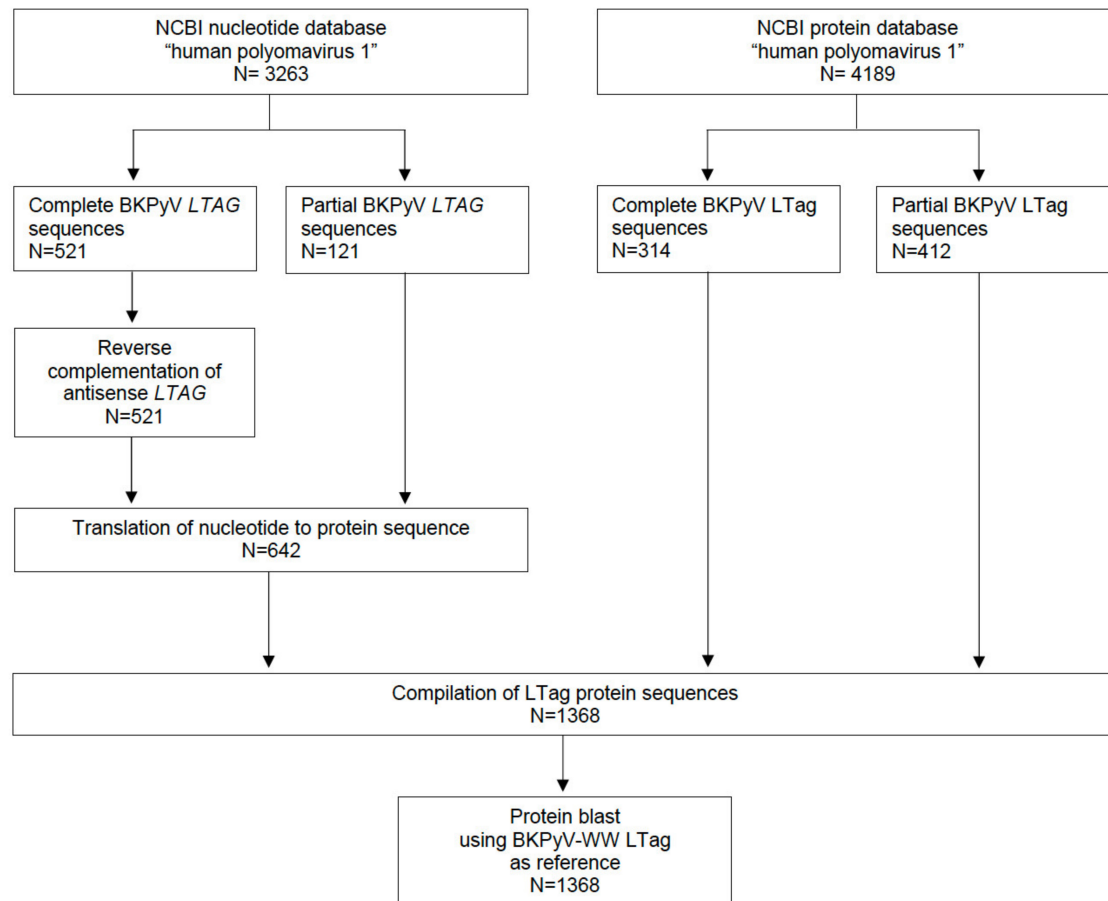 NCBI nucleotide database
“human polyomavirus 1”
N= 3263
NCBI protein database
“human polyomavirus 1”
N= 4189
Complete BKPyV LTAG
sequences
N=521
Partial BKPyV LTAG
sequences
N=121
Complete BKPyV LTag
sequences
N=314
Partial BKPyV LTag
sequences
N=412
Reverse
complementation of
antisense LTAG
N=521
Translation of nucleotide to protein sequence
N=642
Compilation of LTag protein sequences
N=1368
Protein blast
using BKPyV-WW LTag
as reference
N=1368